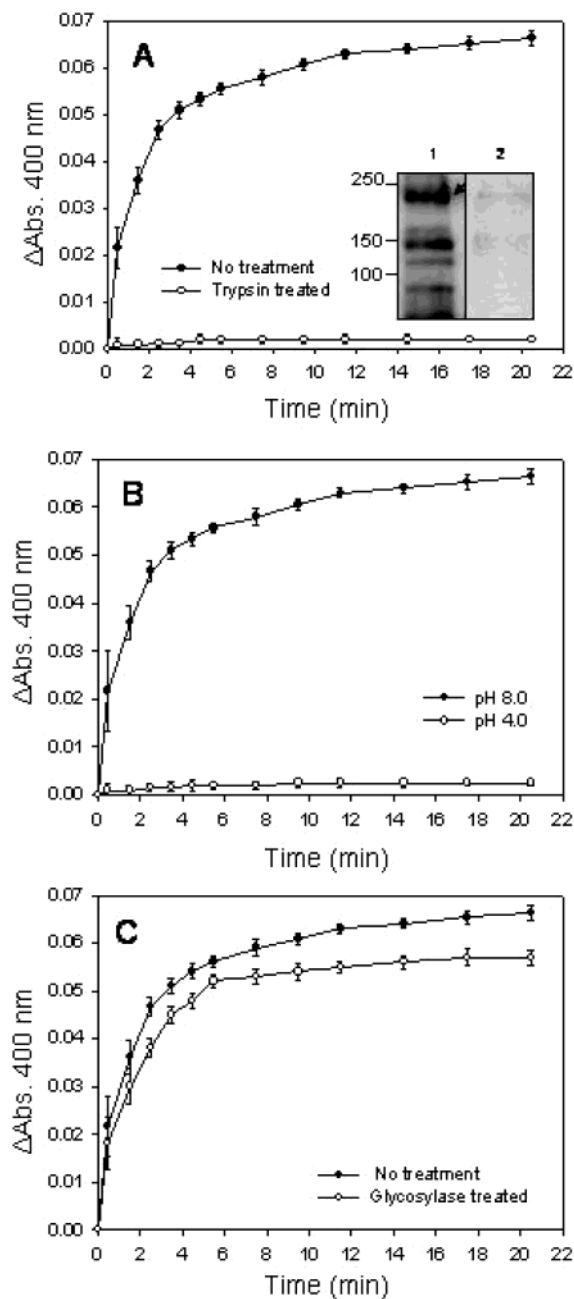 A
0.07
0.06
0.05
0.04
0.03
0.02
0.01
0.00
ΔAbs. 400 nm
1 2
250
150
100
No treatment
Trypsin treated
0 2 4 6 8 10 12 14 16 18 20 22
Time (min)
B
0.07
0.06
0.05
0.04
0.03
0.02
0.01
0.00
ΔAbs. 400 nm
pH 8.0
pH 4.0
0 2 4 6 8 10 12 14 16 18 20 22
Time (min)
C
0.07
0.06
0.05
0.04
0.03
0.02
0.01
0.00
ΔAbs. 400 nm
No treatment
Glycosylase treated
0 2 4 6 8 10 12 14 16 18 20 22
Time (min)